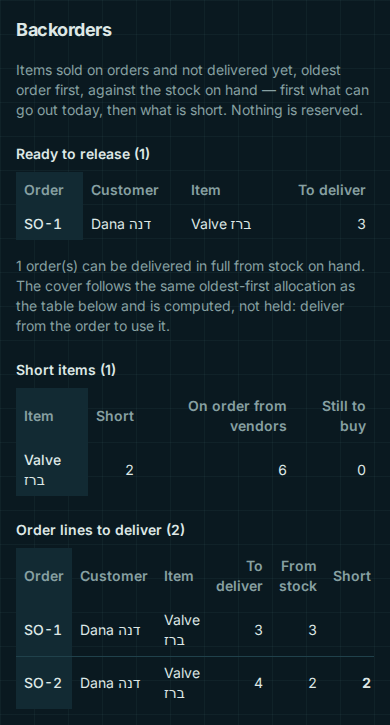 Backorders
Items sold on orders and not delivered yet, oldest
order first, against the stock on hand — first what can
go out today, then what is short. Nothing is reserved.
Ready to release (1)
Order Customer Item To deliver
SO-1 Dana דנה Valve ברז 3
1 order(s) can be delivered in full from stock on hand.
The cover follows the same oldest-first allocation as
the table below and is computed, not held: deliver
from the order to use it.
Short items (1)
Item Short On order from vendors Still to buy
Valve ברז 2 6 0
Order lines to deliver (2)
Order Customer Item To deliver From stock Short
SO-1 Dana דנה Valve ברז 3 3
SO-2 Dana דנה Valve ברז 4 2 2